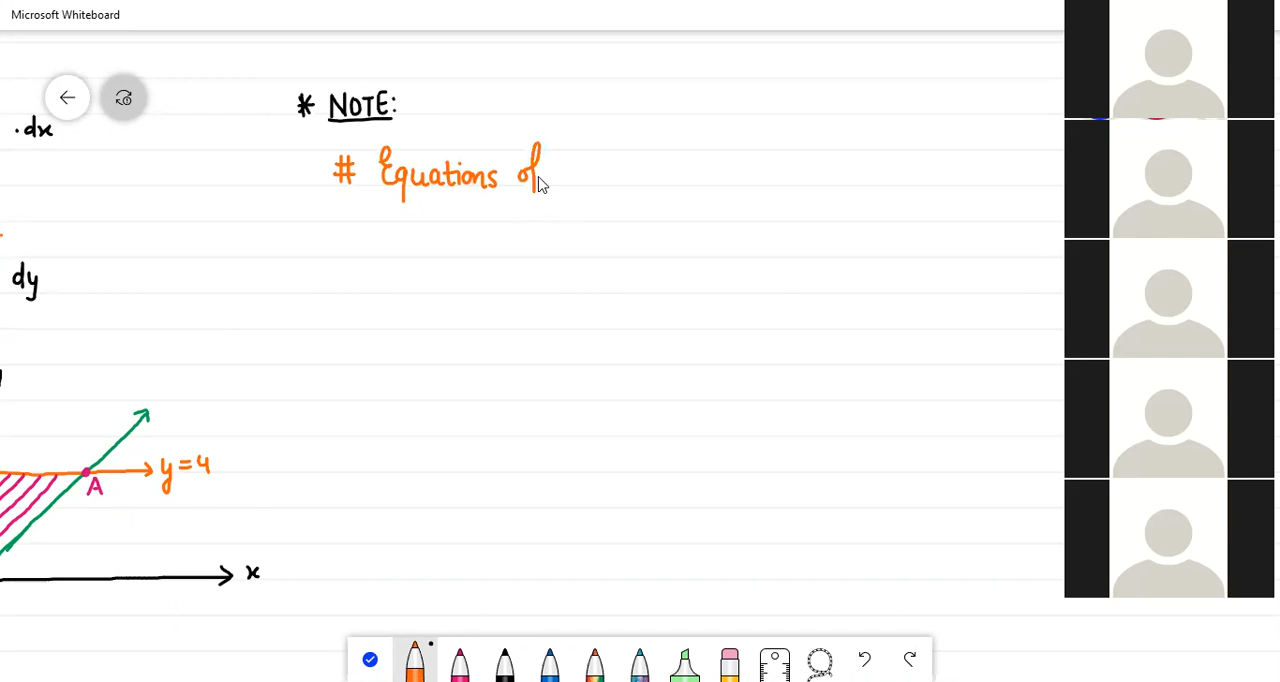 Microsoft Whiteboard
* NOTE:
.dx
# Equations of
dy
y = 4
A
x